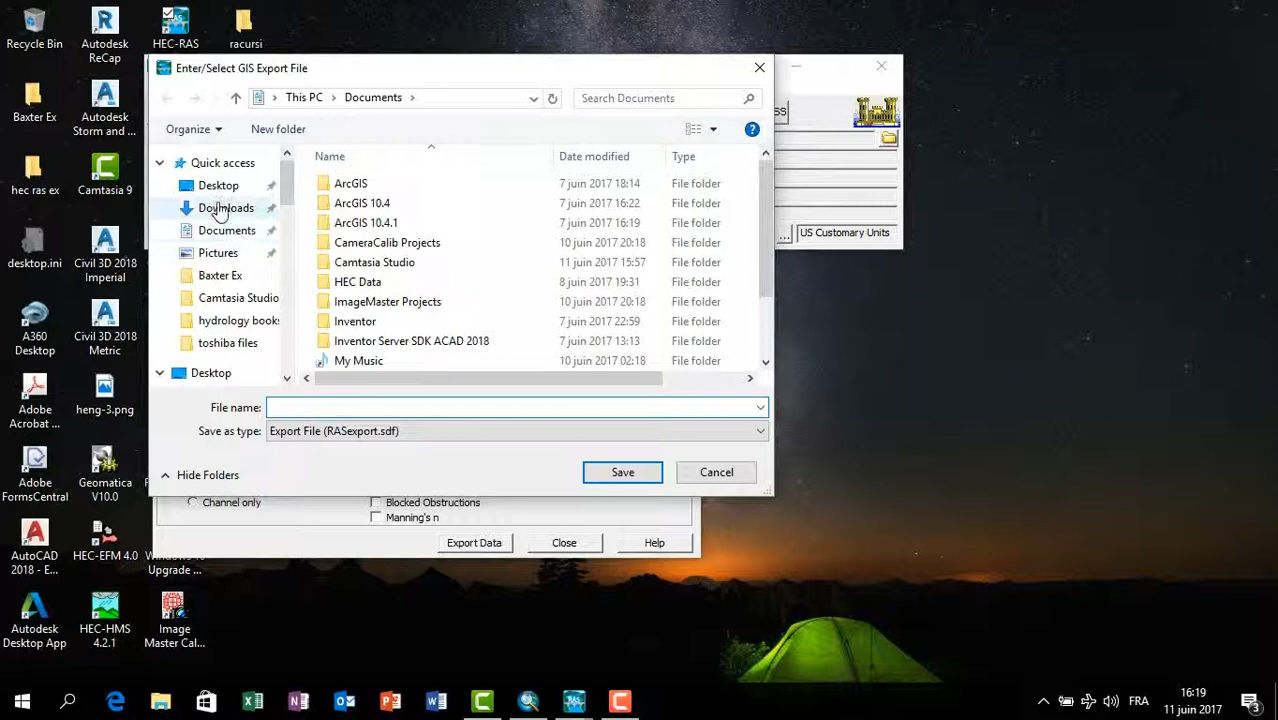 Recycle Bin
Autodesk ReCap
HEC-RAS
racursi
Baxter Ex
Autodesk Storm and ...
hec ras ex
Camtasia 9
desktop.ini
Civil 3D 2018 Imperial
A360 Desktop
Civil 3D 2018 Metric
Adobe Acrobat ...
heng-3.png
Adobe FormsCentral
Geomatica V10.0
AutoCAD 2018 - E...
HEC-EFM 4.0
Upgrade ...
Autodesk Desktop App
HEC-HMS 4.2.1
Image Master Cal...
Enter/Select GIS Export File
This PC > Documents >
Search Documents
Organize
New folder
Quick access
Desktop
Downloads
Documents
Pictures
Baxter Ex
Camtasia Studio
hydrology books
toshiba files
Desktop
Name Date modified Type
ArcGIS 7 juin 2017 18:14 File folder
ArcGIS 10.4 7 juin 2017 16:22 File folder
ArcGIS 10.4.1 7 juin 2017 16:19 File folder
CameraCalib Projects 10 juin 2017 20:18 File folder
Camtasia Studio 11 juin 2017 15:57 File folder
HEC Data 8 juin 2017 19:31 File folder
ImageMaster Projects 10 juin 2017 20:18 File folder
Inventor 7 juin 2017 22:59 File folder
Inventor Server SDK ACAD 2018 7 juin 2017 13:13 File folder
My Music 10 juin 2017 02:18 File folder
File name:
Save as type: Export File (RASexport.sdf)
Hide Folders
Save
Cancel
... US Customary Units
Channel only
Blocked Obstructions
Manning's n
Export Data
Close
Help
FRA
16:19
11 juin 2017
3